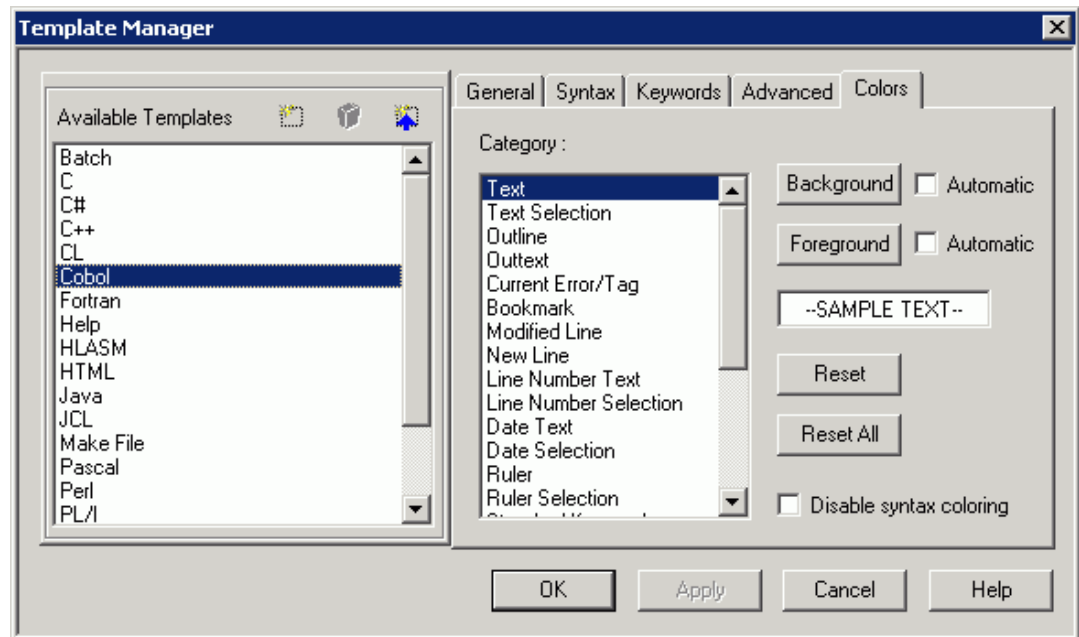 Template Manager
Available Templates
Batch
C
C#
C++
CL
Cobol
Fortran
Help
HLASM
HTML
Java
JCL
Make File
Pascal
Perl
PL/I
General Syntax Keywords Advanced Colors
Category :
Text
Text Selection
Outline
Outtext
Current Error/Tag
Bookmark
Modified Line
New Line
Line Number Text
Line Number Selection
Date Text
Date Selection
Ruler
Ruler Selection
Background Automatic
Foreground Automatic
--SAMPLE TEXT--
Reset
Reset All
Disable syntax coloring
OK Apply Cancel Help